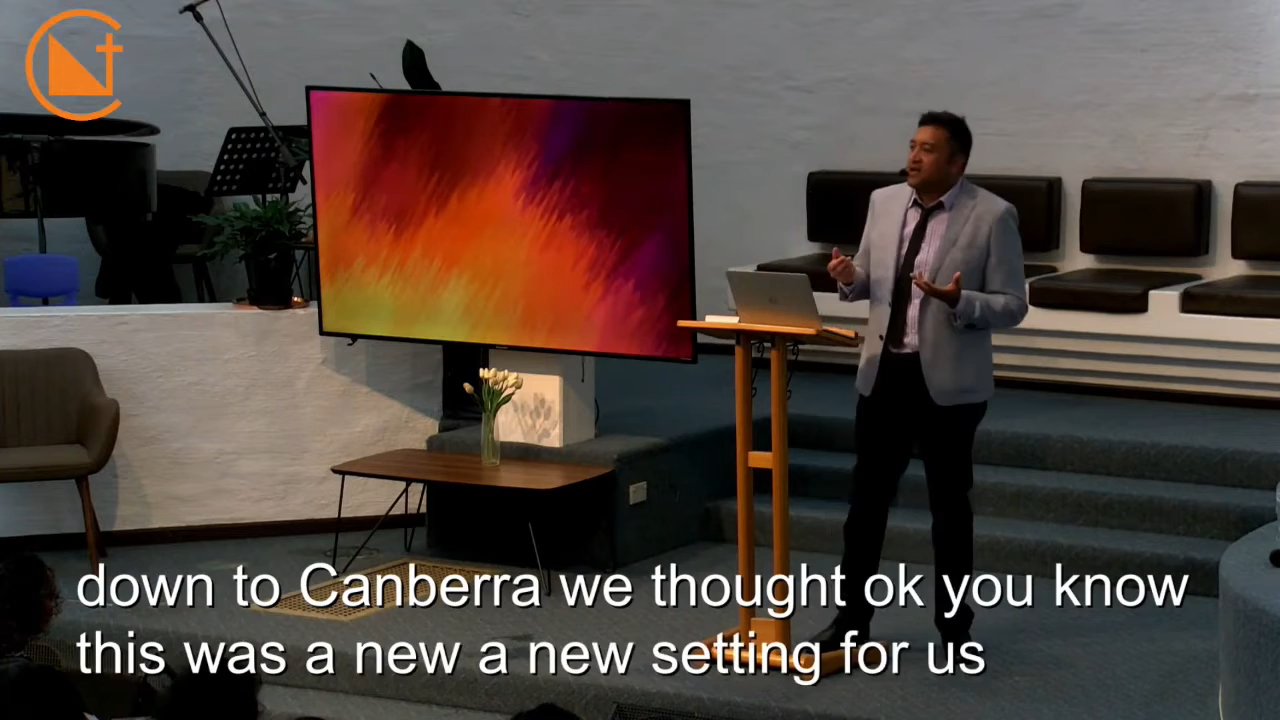 down to Canberra we thought ok you know
this was a new a new setting for us